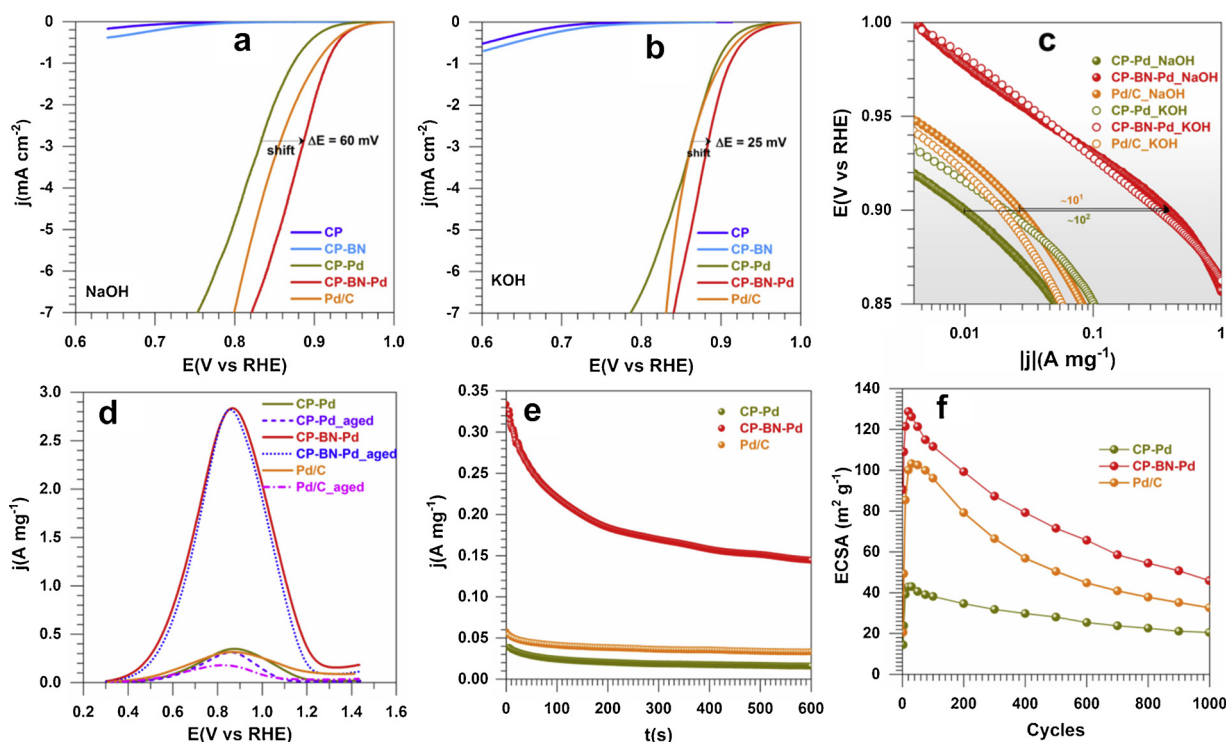 a
0
-1
-2
-3
-4
-5
-6
-7
j(mA cm-2)
ΔE = 60 mV
shift
CP
CP-BN
CP-Pd
CP-BN-Pd
Pd/C
NaOH
0.6 0.7 0.8 0.9 1.0
E(V vs RHE)
b
0
-1
-2
-3
-4
-5
-6
-7
j(mA cm-2)
ΔE = 25 mV
shift
CP
CP-BN
CP-Pd
CP-BN-Pd
Pd/C
KOH
0.6 0.7 0.8 0.9 1.0
E(V vs RHE)
c
1.00
0.95
0.90
0.85
E(V vs RHE)
CP-Pd_NaOH
CP-BN-Pd_NaOH
Pd/C_NaOH
CP-Pd_KOH
CP-BN-Pd_KOH
Pd/C_KOH
~10¹
~10²
0.01 0.1 1
|j|(A mg-1)
d
3.0
2.5
2.0
1.5
1.0
0.5
0.0
j(A mg-1)
CP-Pd
CP-Pd_aged
CP-BN-Pd
CP-BN-Pd_aged
Pd/C
Pd/C_aged
0.2 0.4 0.6 0.8 1.0 1.2 1.4 1.6
E(V vs RHE)
e
0.35
0.30
0.25
0.20
0.15
0.10
0.05
0.00
j(A mg-1)
CP-Pd
CP-BN-Pd
Pd/C
0 100 200 300 400 500 600
t(s)
f
140
120
100
80
60
40
20
0
ECSA (m² g-1)
CP-Pd
CP-BN-Pd
Pd/C
0 200 400 600 800 1000
Cycles